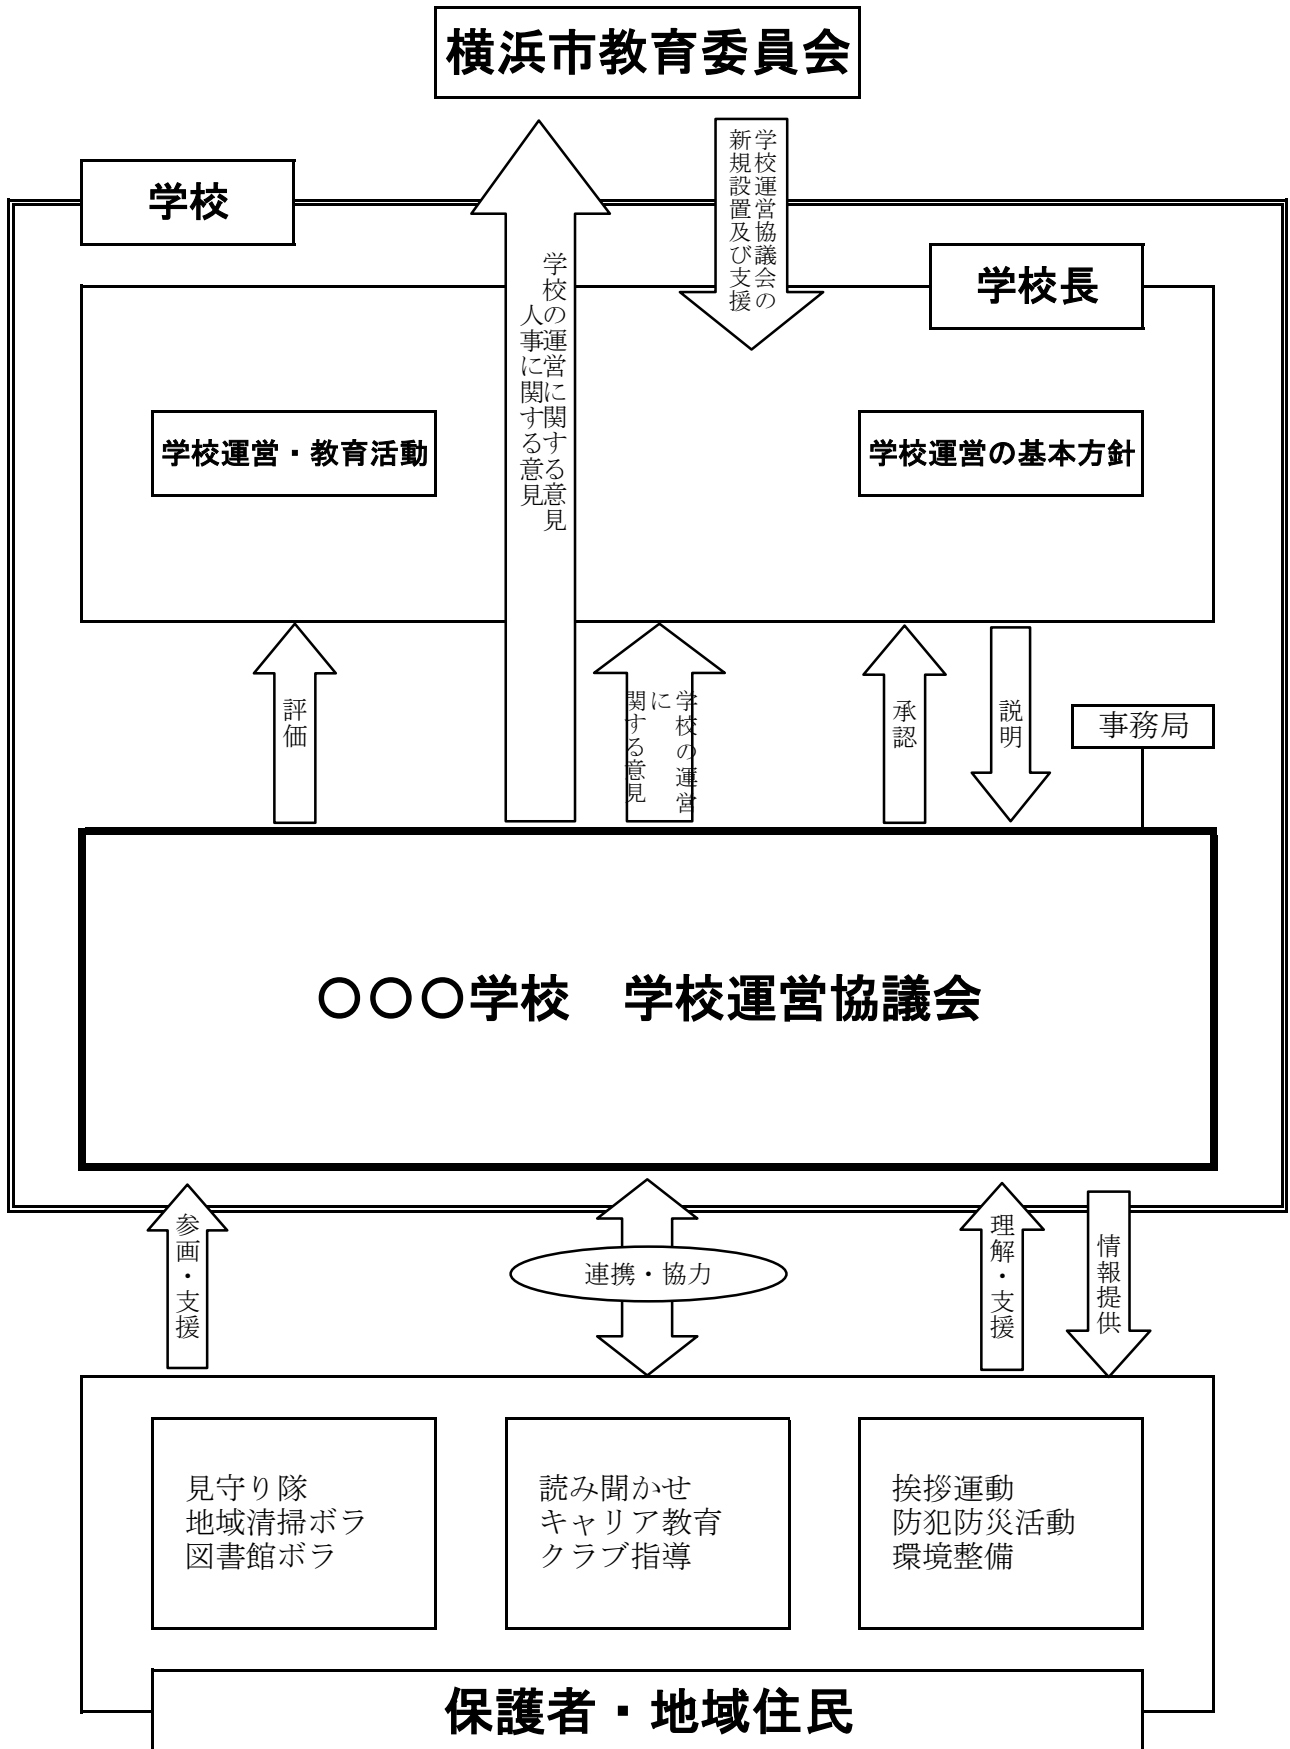 横浜市教育委員会
学校
学校長
学校運営協議会の
新規設置及び支援
学校の運営に関する意見
人事に関する意見
学校運営・教育活動
学校運営の基本方針
評価
学校の運営
に
関する意見
承認
説明
事務局
○○○学校　学校運営協議会
参画・支援
連携・協力
理解・支援
情報提供
見守り隊
地域清掃ボラ
図書館ボラ
読み聞かせ
キャリア教育
クラブ指導
挨拶運動
防犯防災活動
環境整備
保護者・地域住民